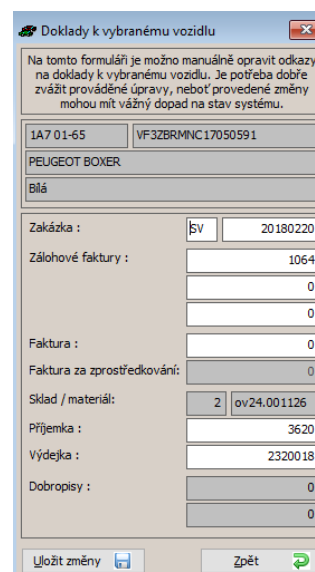 Doklady k vybranému vozidlu
Na tomto formuláři je možno manuálně opravit odkazy
na doklady k vybranému vozidlu. Je potřeba dobře
zvážit prováděné úpravy, neboť provedené změny
mohou mít vážný dopad na stav systému.
1A7 01-65 VF3ZBRMNC17050591
PEUGEOT BOXER
Bílá
Zakázka : SV 20180220
Zálohové faktury : 1064
0
0
Faktura : 0
Faktura za zprostředkování: 0
Sklad / materiál: 2 ov24.001126
Příjemka : 3620
Výdejka : 2320018
Dobropisy : 0
0
Uložit změny Zpět